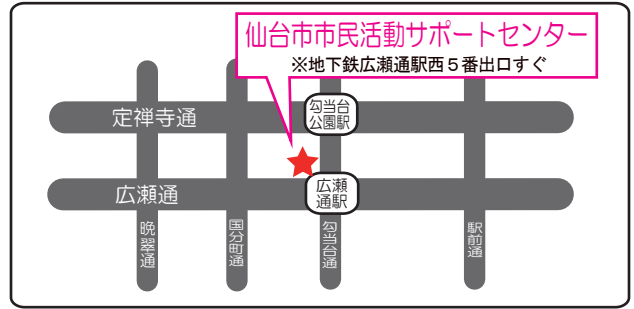 仙台市市民活動サポートセンター
※地下鉄広瀬通駅西5番出口すぐ
定禅寺通
勾当台
公園駅
広瀬通
広瀬
通駅
晩翠通
国分町通
勾当台通
駅前通